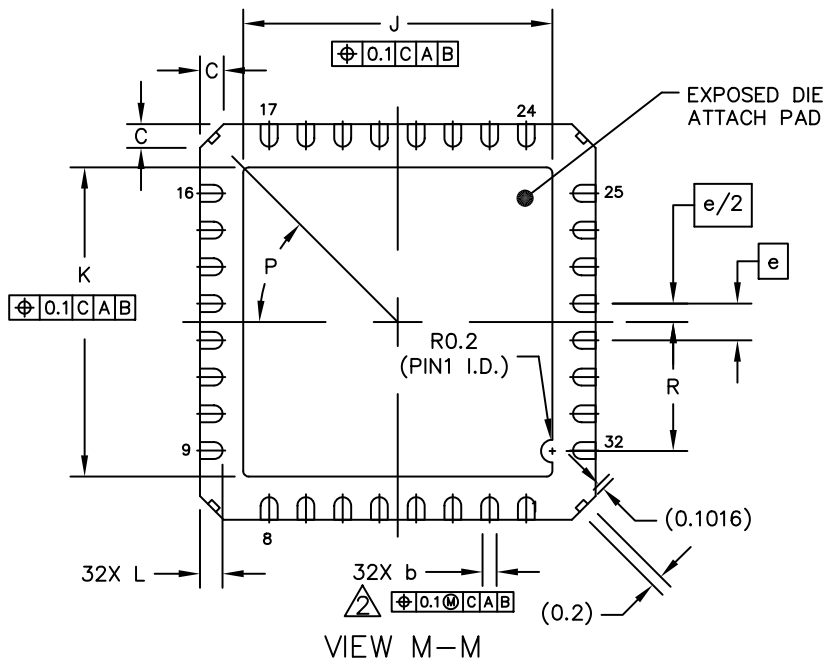 J
⌖ 0.1 C A B
C
17
24
EXPOSED DIE
ATTACH PAD
C
16
25
e/2
P
e
K
⌖ 0.1 C A B
R0.2
(PIN1 I.D.)
R
9
32
1
(0.1016)
8
32X L
32X b
2
⌖ 0.1 Ⓜ C A B
(0.2)
VIEW M-M